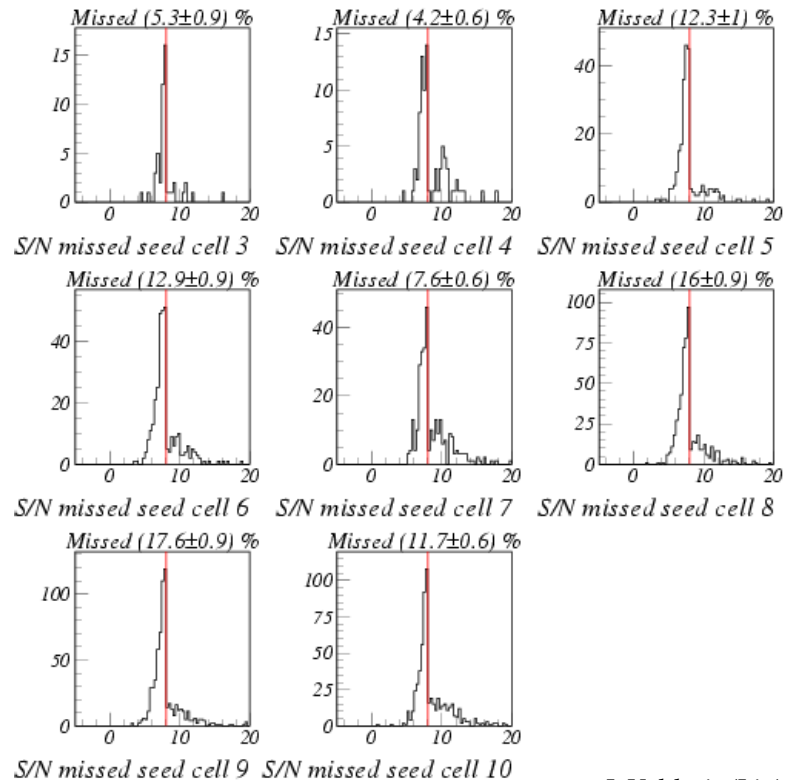 Missed (5.3±0.9) % Missed (4.2±0.6) % Missed (12.3±1) %
15 15 40
10 10 20
5 5
0 0 0
0 10 20 0 10 20 0 10 20
S/N missed seed cell 3 S/N missed seed cell 4 S/N missed seed cell 5
Missed (12.9±0.9) % Missed (7.6±0.6) % Missed (16±0.9) %
40 40 100
20 20 75
0 0 50
25
0
0 10 20 0 10 20 0 10 20
S/N missed seed cell 6 S/N missed seed cell 7 S/N missed seed cell 8
Missed (17.6±0.9) % Missed (11.7±0.6) %
100 100
50 75
0 50
25
0
0 10 20 0 10 20
S/N missed seed cell 9 S/N missed seed cell 10